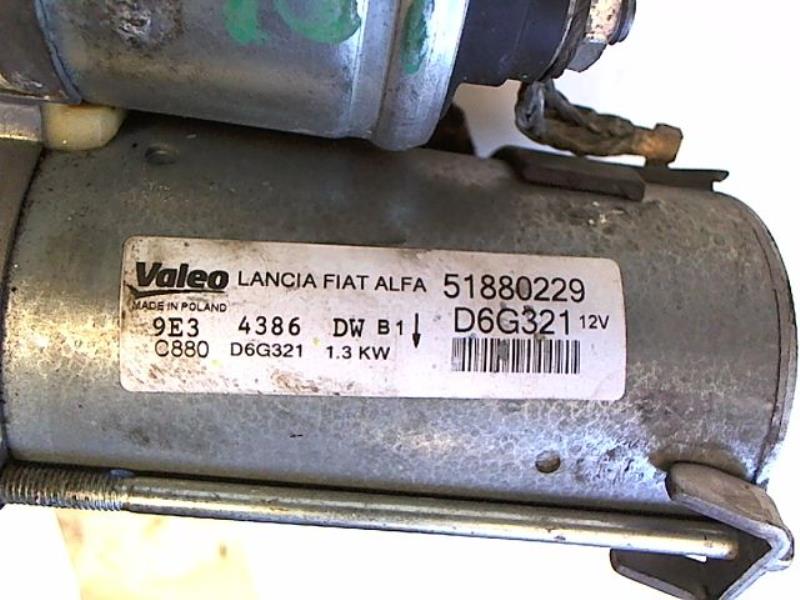 Valeo LANCIA FIAT ALFA 51880229
MADE IN POLAND
9E3 4386 DW B1↓ D6G321 12V
C880 D6G321 1.3 KW